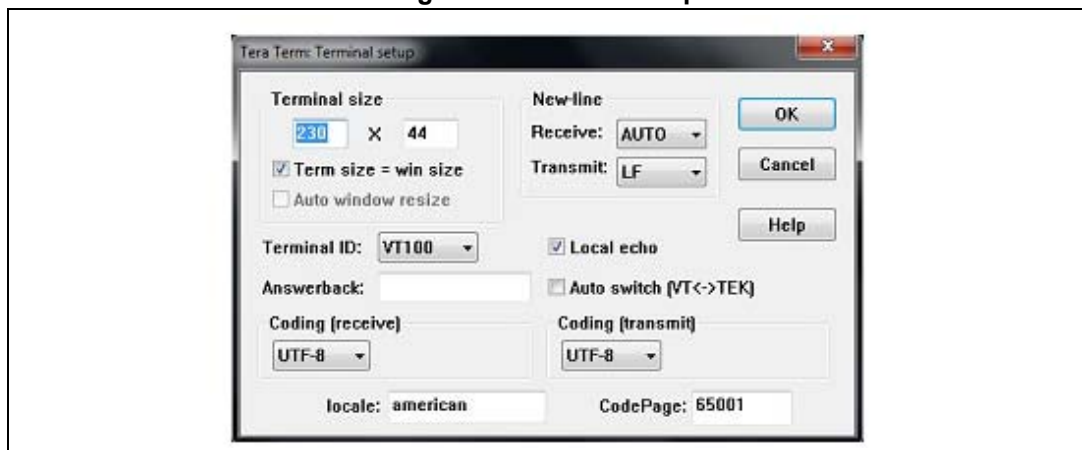 Tera Term: Terminal setup
x
Terminal size
230 X 44
Term size = win size
Auto window resize
New-line
Receive: AUTO
Transmit: LF
OK
Cancel
Help
Terminal ID: VT100
Local echo
Answerback:
Auto switch (VT<->TEK)
Coding (receive)
UTF-8
Coding (transmit)
UTF-8
locale: american
CodePage: 65001